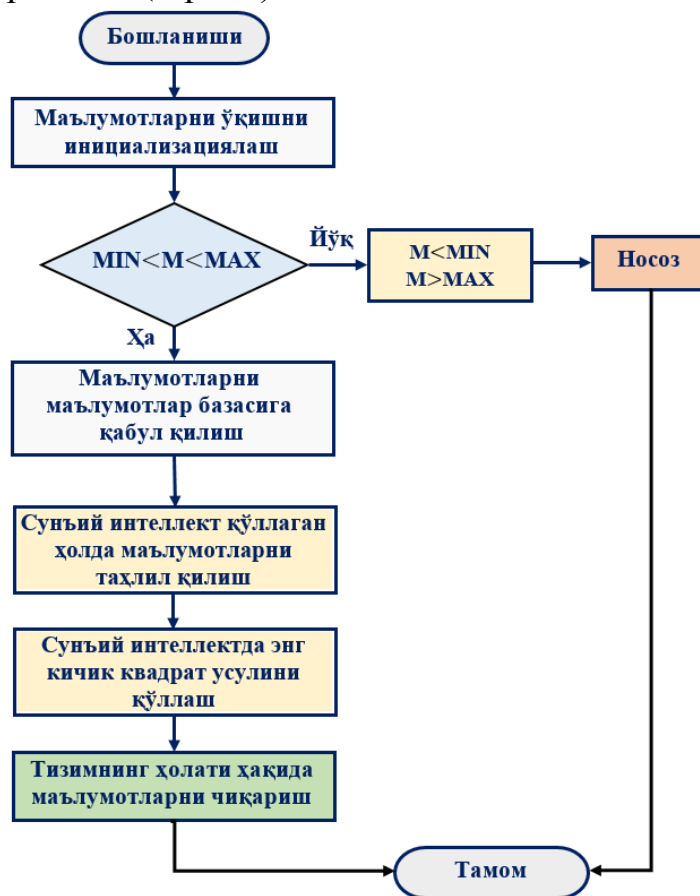 Бошланиши
Маълумотларни ўқишни
инициализациялаш
MIN<M<MAX
Йўқ
M<MIN
M>MAX
Носоз
Ҳа
Маълумотларни
маълумотлар базасига
қабул қилиш
Сунъий интеллект қўллаган
ҳолда маълумотларни
таҳлил қилиш
Сунъий интеллектда энг
кичик квадрат усулини
қўллаш
Тизимнинг ҳолати ҳақида
маълумотларни чиқариш
Тамом